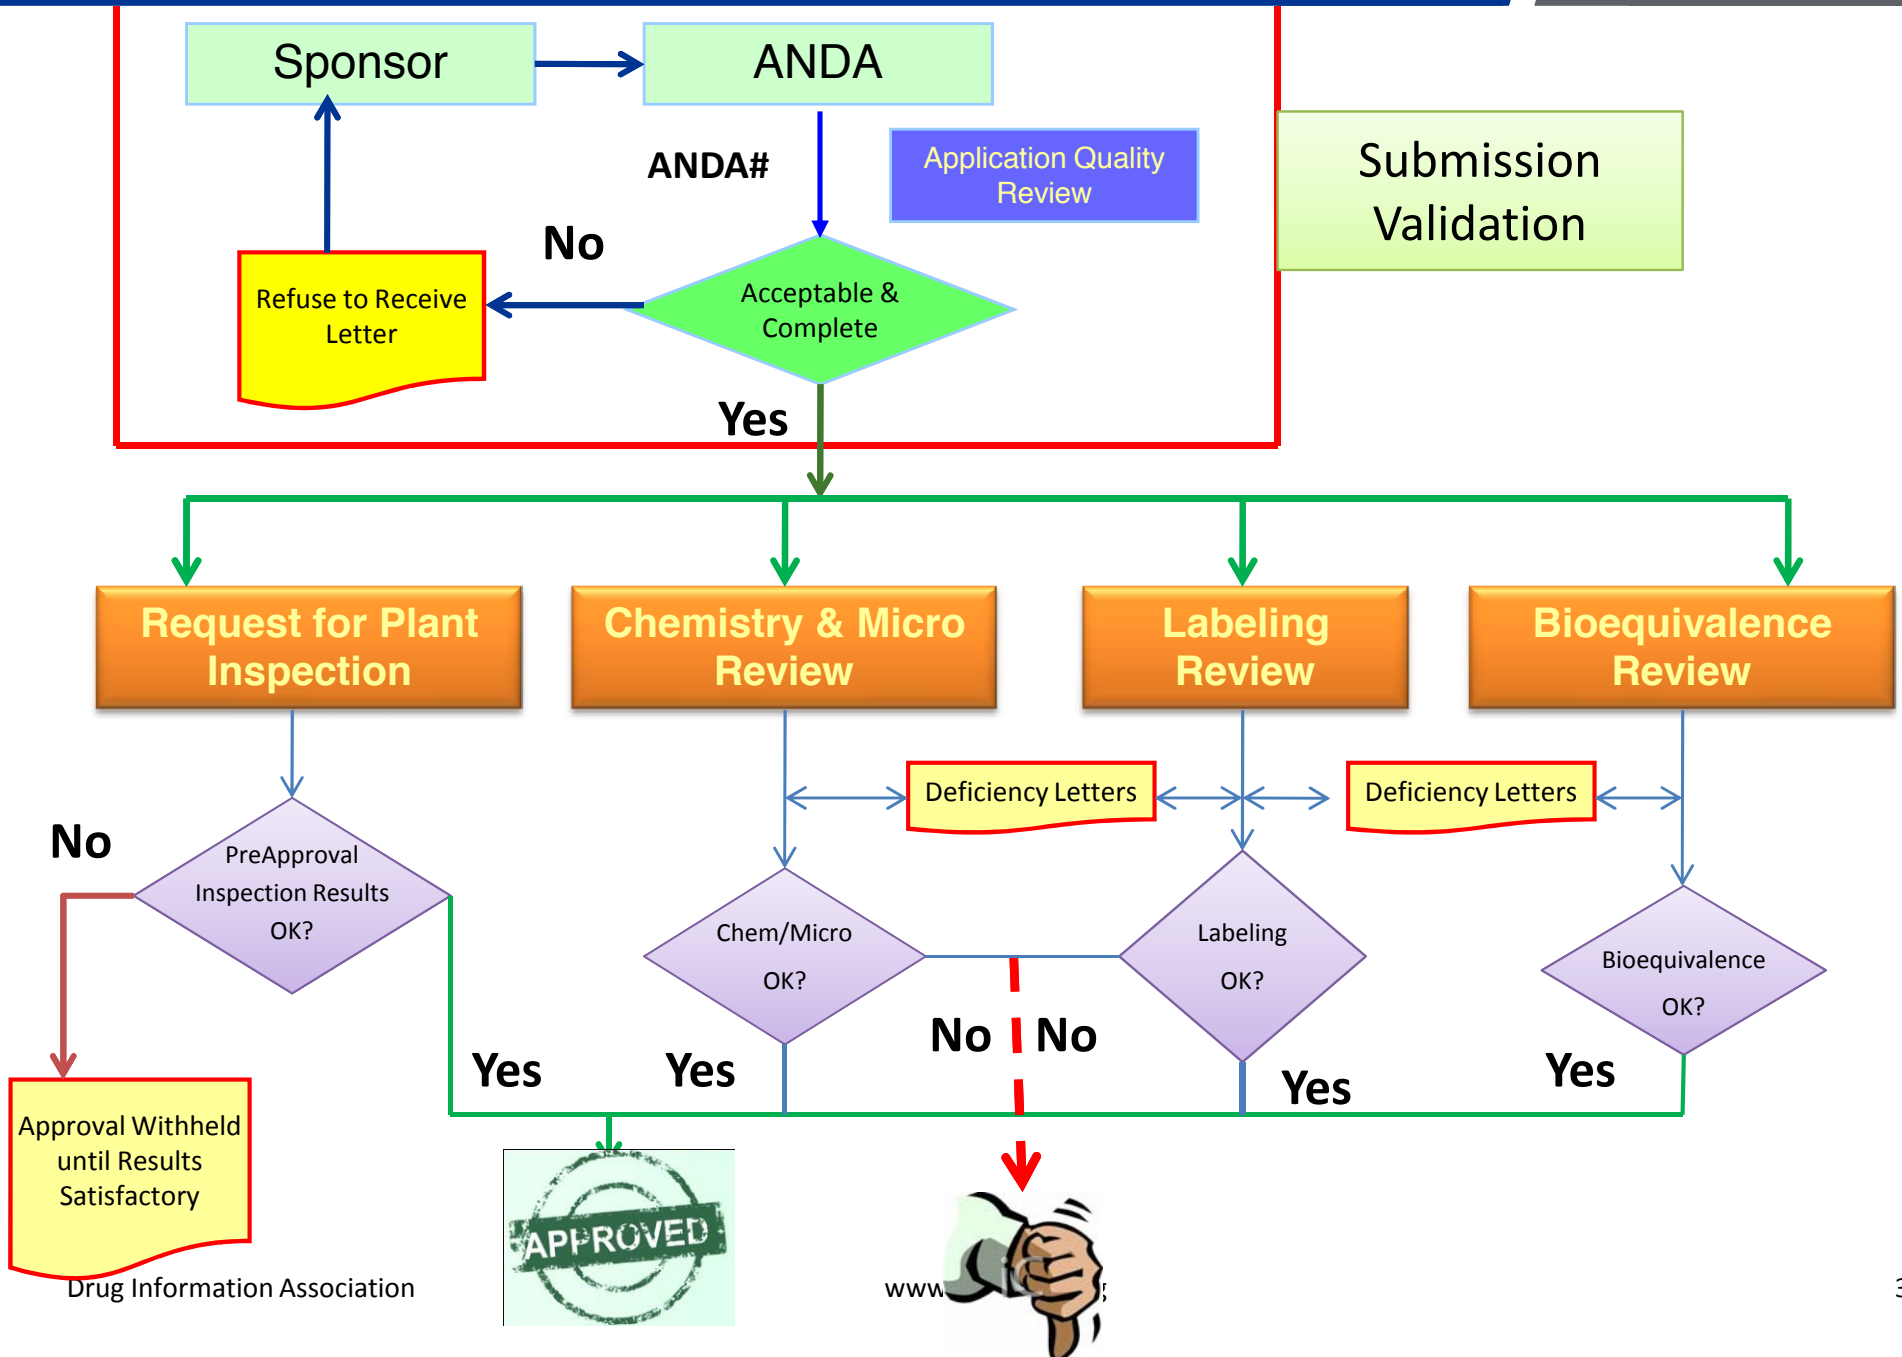 Sponsor
ANDA
ANDA#
Application Quality
Review
Submission
Validation
No
Refuse to Receive
Letter
Acceptable &
Complete
Yes
Request for Plant
Inspection
Chemistry & Micro
Review
Labeling
Review
Bioequivalence
Review
Deficiency Letters
Deficiency Letters
No
PreApproval
Inspection Results
OK?
Chem/Micro
OK?
Labeling
OK?
Bioequivalence
OK?
No
No
Yes
Yes
Yes
Yes
Approval Withheld
until Results
Satisfactory
APPROVED
Drug Information Association
www
3